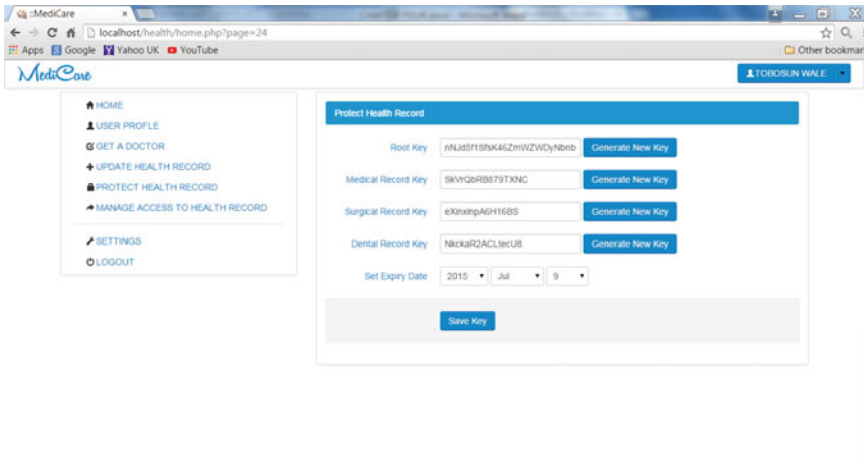 ::MediCare
localhost/health/home.php?page=24
Apps Google Yahoo UK YouTube Other bookmar
MediCare
TOBOSUN WALE
HOME
USER PROFLE
GET A DOCTOR
UPDATE HEALTH RECORD
PROTECT HEALTH RECORD
MANAGE ACCESS TO HEALTH RECORD
SETTINGS
LOGOUT
Protect Health Record
Root Key nNJd5f1SfsK46ZmWZWDyNbnb Generate New Key
Medical Record Key SkVrQbRB879TXNC Generate New Key
Surgical Record Key eXinxinpA6H16BS Generate New Key
Dental Record Key NkckaR2ACLtecU8 Generate New Key
Set Expiry Date 2015 Jul 9
Save Key